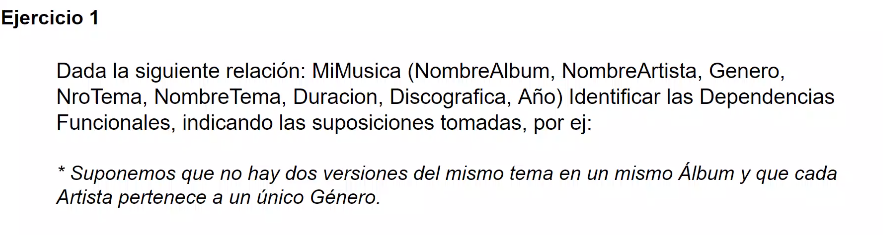 Ejercicio 1
Dada la siguiente relación: MiMusica (NombreAlbum, NombreArtista, Genero,
NroTema, NombreTema, Duracion, Discografica, Año) Identificar las Dependencias
Funcionales, indicando las suposiciones tomadas, por ej:
* Suponemos que no hay dos versiones del mismo tema en un mismo Álbum y que cada
Artista pertenece a un único Género.